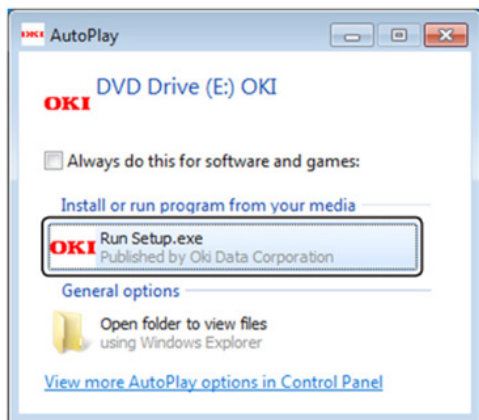 OKI AutoPlay
DVD Drive (E:) OKI
OKI
Always do this for software and games:
Install or run program from your media
OKI
Run Setup.exe
Published by Oki Data Corporation
General options
Open folder to view files
using Windows Explorer
View more AutoPlay options in Control Panel